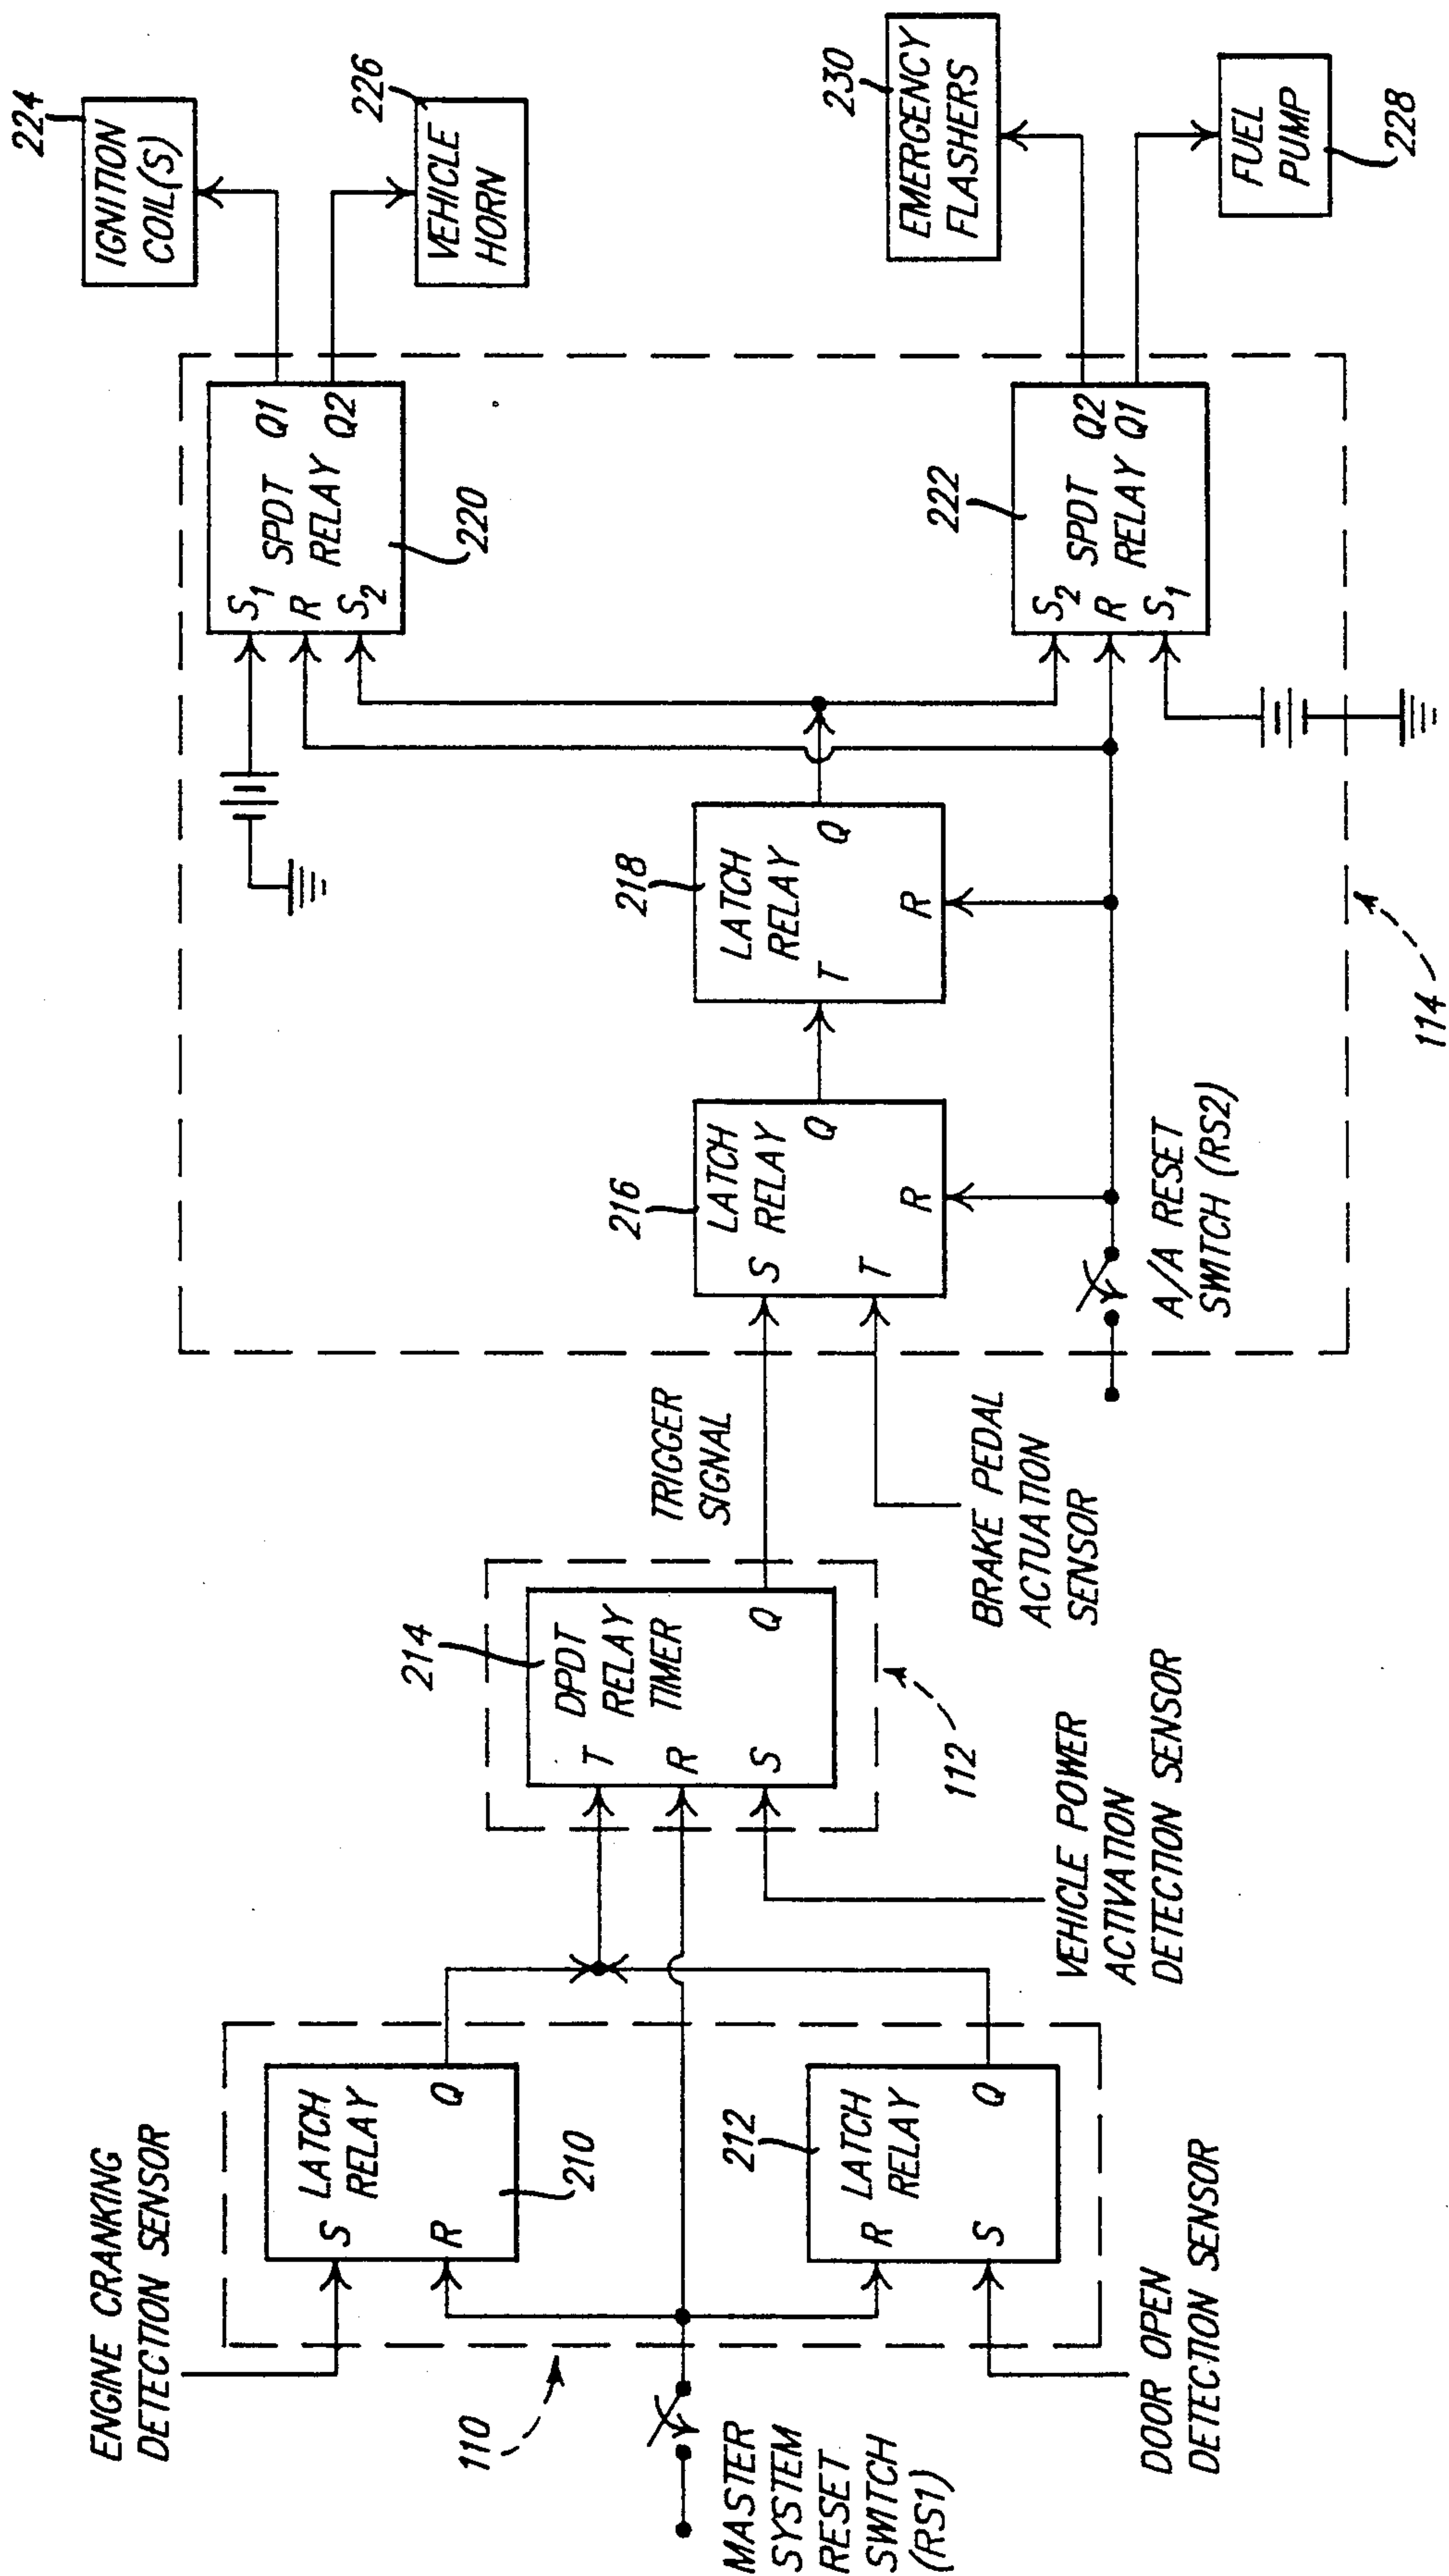 ENGINE CRANKING
DETECTION SENSOR
110
MASTER
SYSTEM
RESET
SWITCH
(RS1)
DOOR OPEN
DETECTION SENSOR
S LATCH
RELAY
R
Q
210
212
R LATCH
RELAY
S
Q
VEHICLE POWER
ACTIVATION
DETECTION SENSOR
214
T DPDT
RELAY
R TIMER
S
Q
112
TRIGGER
SIGNAL
BRAKE PEDAL
ACTUATION
SENSOR
216
S LATCH
RELAY
T
Q
R
A/A RESET
SWITCH (RS2)
218
LATCH
RELAY
T
Q
R
114
S1
SPDT
RELAY
R
S2
Q1
Q2
220
222
S2
SPDT
RELAY
R
S1
Q2
Q1
224
IGNITION
COIL(S)
226
VEHICLE
HORN
230
EMERGENCY
FLASHERS
FUEL
PUMP
228